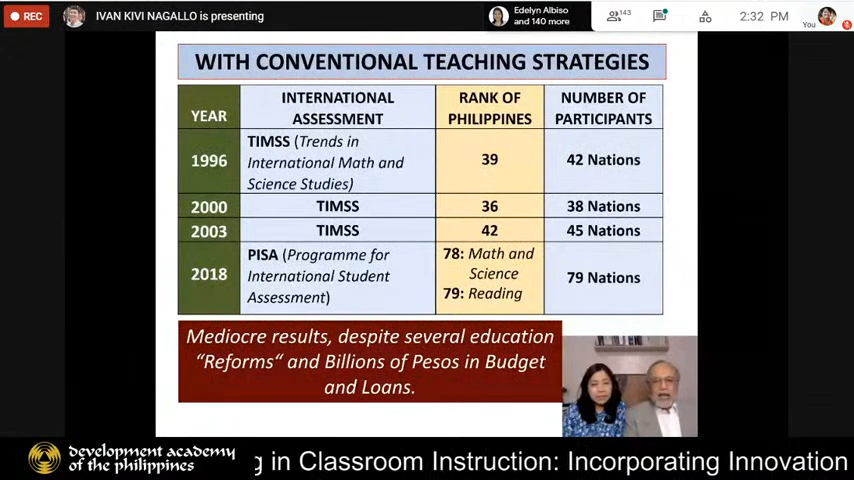 REC
IVAN KIVI NAGALLO is presenting
Edelyn Albiso
and 140 more
143
2:32 PM
You
WITH CONVENTIONAL TEACHING STRATEGIES
YEAR
INTERNATIONAL
ASSESSMENT
RANK OF
PHILIPPINES
NUMBER OF
PARTICIPANTS
1996
TIMSS (Trends in
International Math and
Science Studies)
39
42 Nations
2000
TIMSS
36
38 Nations
2003
TIMSS
42
45 Nations
2018
PISA (Programme for
International Student
Assessment)
78: Math and
Science
79: Reading
79 Nations
Mediocre results, despite several education
“Reforms“ and Billions of Pesos in Budget
and Loans.
development academy
of the philippines
g in Classroom Instruction: Incorporating Innovation